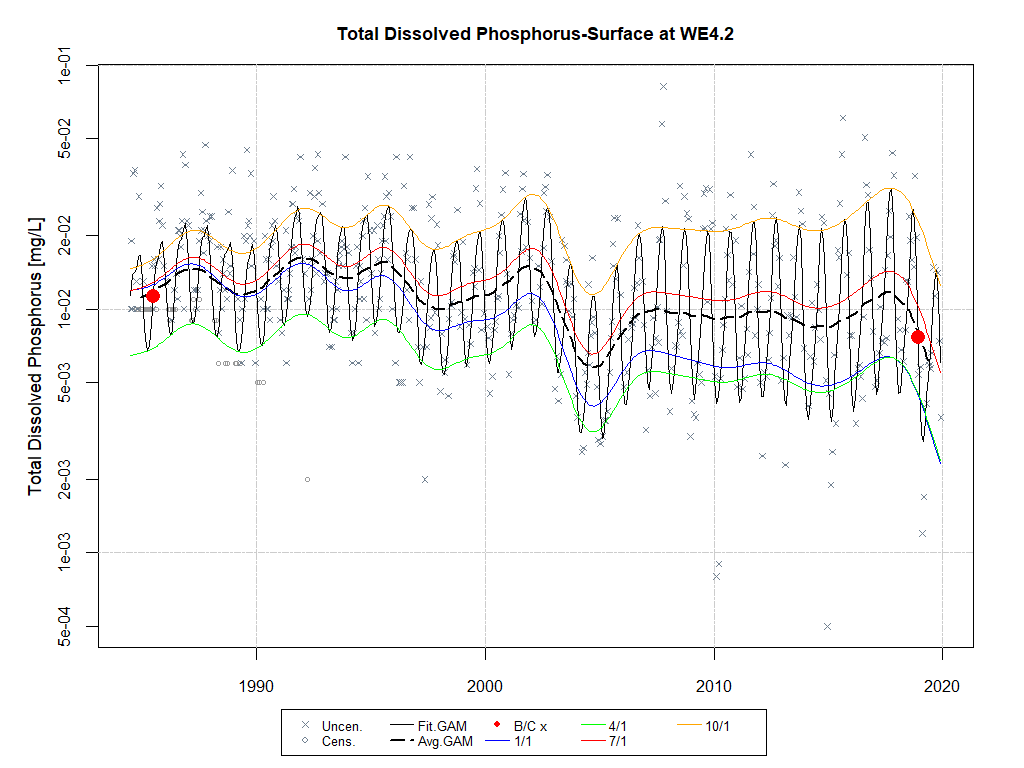 Total Dissolved Phosphorus-Surface at WE4.2
Total Dissolved Phosphorus [mg/L]
1e-01
5e-02
2e-02
1e-02
5e-03
2e-03
1e-03
5e-04
1990 2000 2010 2020
Uncen. Fit.GAM B/C x 4/1 10/1
Cens. Avg.GAM 1/1 7/1